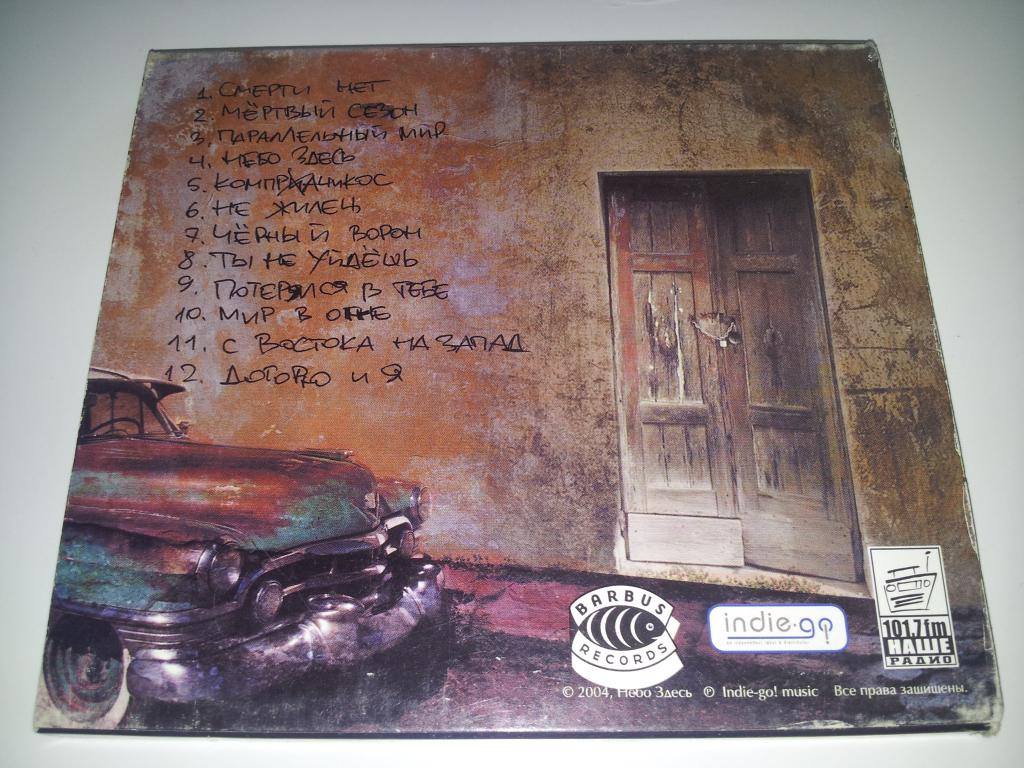 1. СМЕРТИ НЕТ
2. МЁРТВЫЙ СЕЗОН
3. ПАРАЛЛЕЛЬНЫЙ МИР
4. НЕБО ЗДЕСЬ
5. КОМПРАЧИКОС
6. НЕ ЖИЛЕЦ
7. ЧЁРНЫЙ ВОРОН
8. ТЫ НЕ УЙДЁШЬ
9. ПОТЕРЯЛСЯ В ТЕБЕ
10. МИР В ОГНЕ
11. С ВОСТОКА НА ЗАПАД
12. ДОГОРО И Я
BARBUS
RECORDS
indie·go!
101,7 fm
НАШЕ
РАДИО
© 2004, Небо Здесь ℗ Indie-go! music Все права защищены.